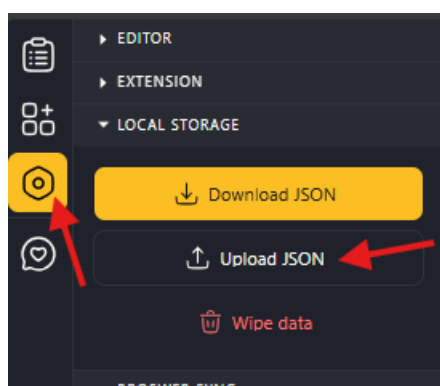 EDITOR
EXTENSION
LOCAL STORAGE
Download JSON
Upload JSON
Wipe data